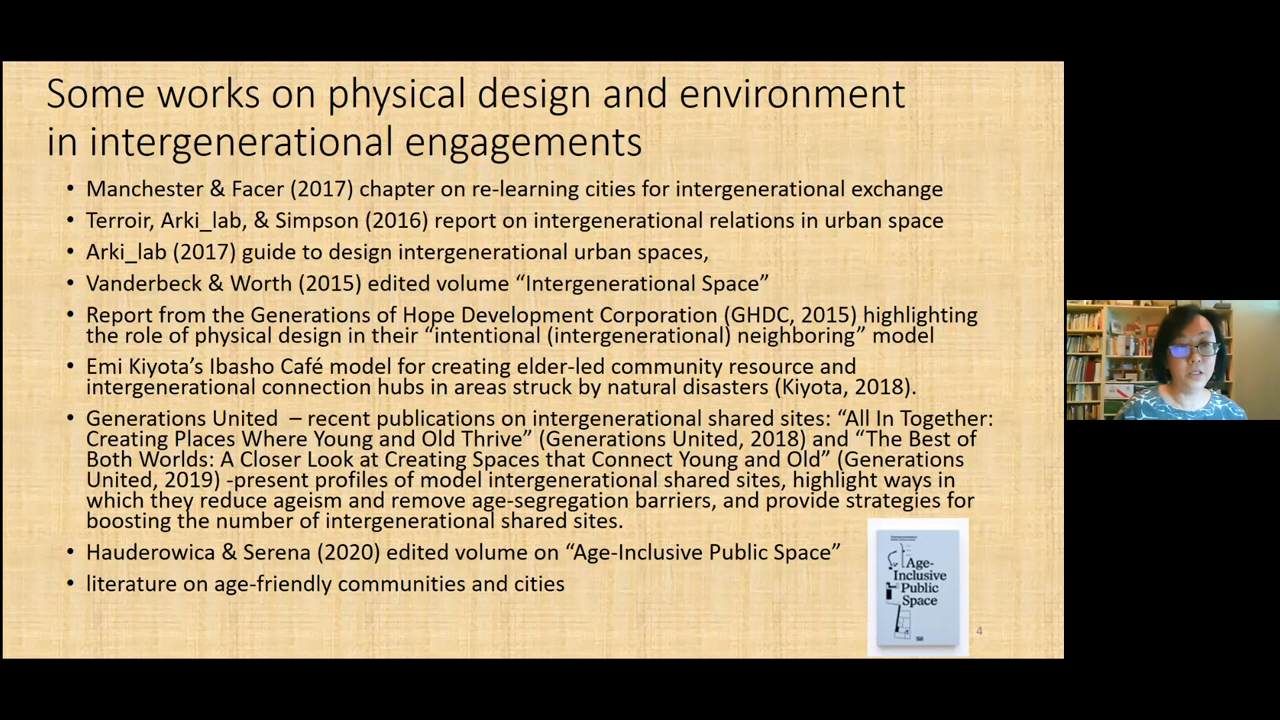 Some works on physical design and environment
in intergenerational engagements
• Manchester & Facer (2017) chapter on re-learning cities for intergenerational exchange
• Terroir, Arki_lab, & Simpson (2016) report on intergenerational relations in urban space
• Arki_lab (2017) guide to design intergenerational urban spaces,
• Vanderbeck & Worth (2015) edited volume “Intergenerational Space”
• Report from the Generations of Hope Development Corporation (GHDC, 2015) highlighting
the role of physical design in their “intentional (intergenerational) neighboring” model
• Emi Kiyota’s Ibasho Café model for creating elder-led community resource and
intergenerational connection hubs in areas struck by natural disasters (Kiyota, 2018).
• Generations United – recent publications on intergenerational shared sites: “All In Together:
Creating Places Where Young and Old Thrive” (Generations United, 2018) and “The Best of
Both Worlds: A Closer Look at Creating Spaces that Connect Young and Old” (Generations
United, 2019) -present profiles of model intergenerational shared sites, highlight ways in
which they reduce ageism and remove age-segregation barriers, and provide strategies for
boosting the number of intergenerational shared sites.
• Hauderowica & Serena (2020) edited volume on “Age-Inclusive Public Space”
• literature on age-friendly communities and cities
Age-
Inclusive
Public
Space
4